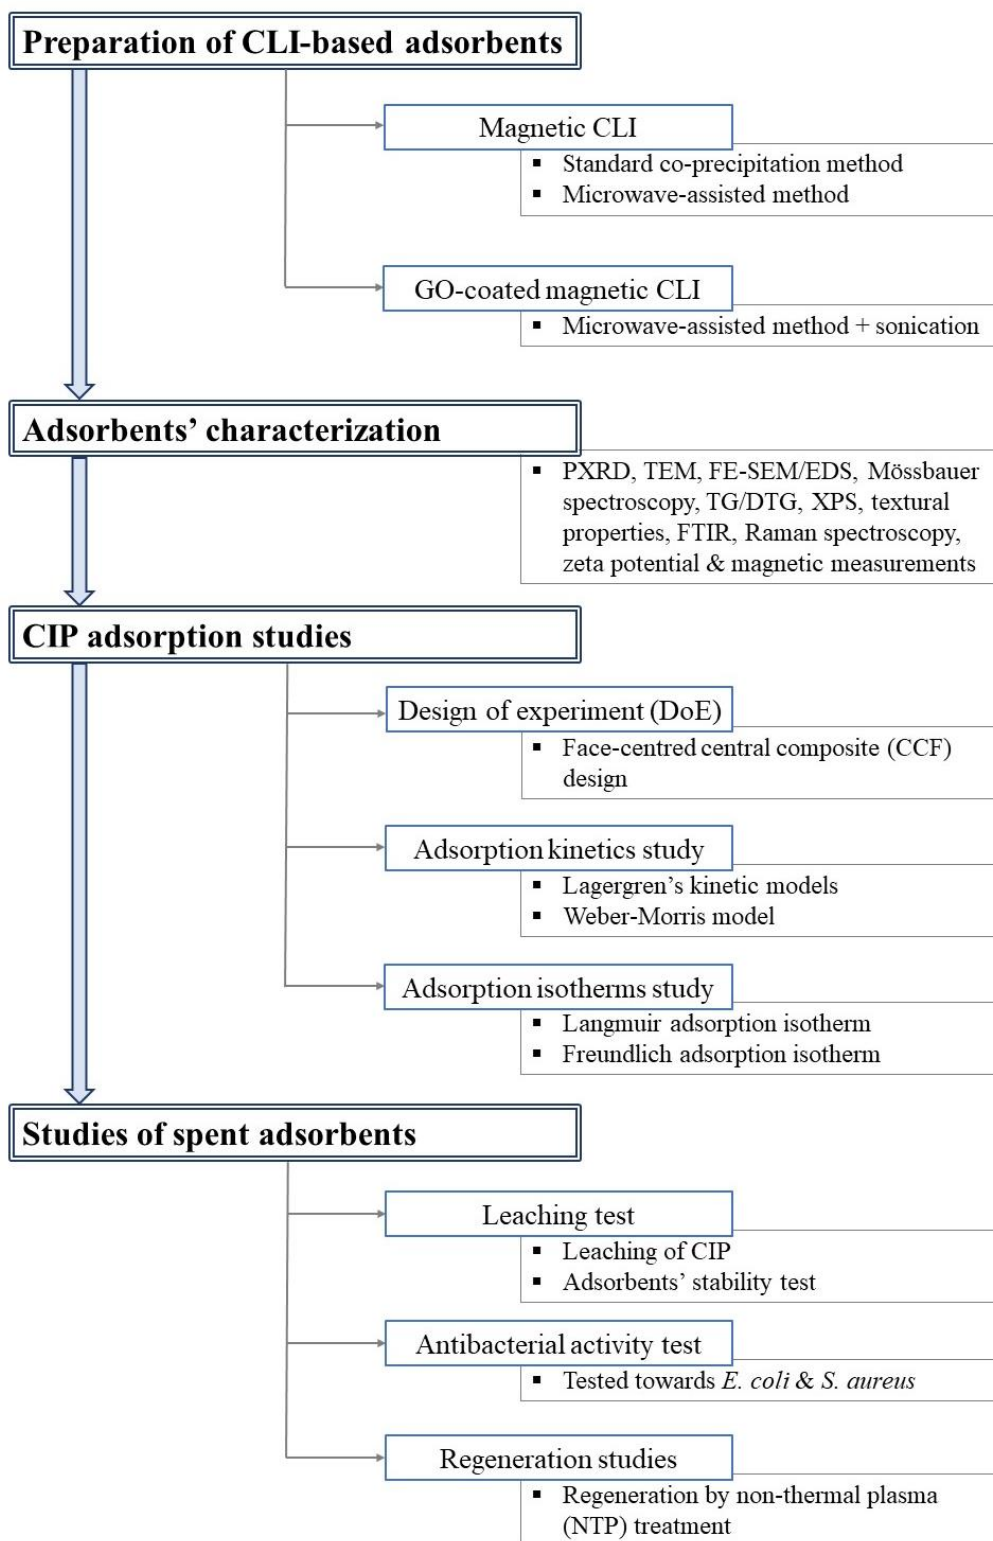 Preparation of CLI-based adsorbents
Magnetic CLI
▪ Standard co-precipitation method
▪ Microwave-assisted method
GO-coated magnetic CLI
▪ Microwave-assisted method + sonication
Adsorbents’ characterization
▪ PXRD, TEM, FE-SEM/EDS, Mössbauer
spectroscopy, TG/DTG, XPS, textural
properties, FTIR, Raman spectroscopy,
zeta potential & magnetic measurements
CIP adsorption studies
Design of experiment (DoE)
▪ Face-centred central composite (CCF)
design
Adsorption kinetics study
▪ Lagergren’s kinetic models
▪ Weber-Morris model
Adsorption isotherms study
▪ Langmuir adsorption isotherm
▪ Freundlich adsorption isotherm
Studies of spent adsorbents
Leaching test
▪ Leaching of CIP
▪ Adsorbents’ stability test
Antibacterial activity test
▪ Tested towards E. coli & S. aureus
Regeneration studies
▪ Regeneration by non-thermal plasma
(NTP) treatment